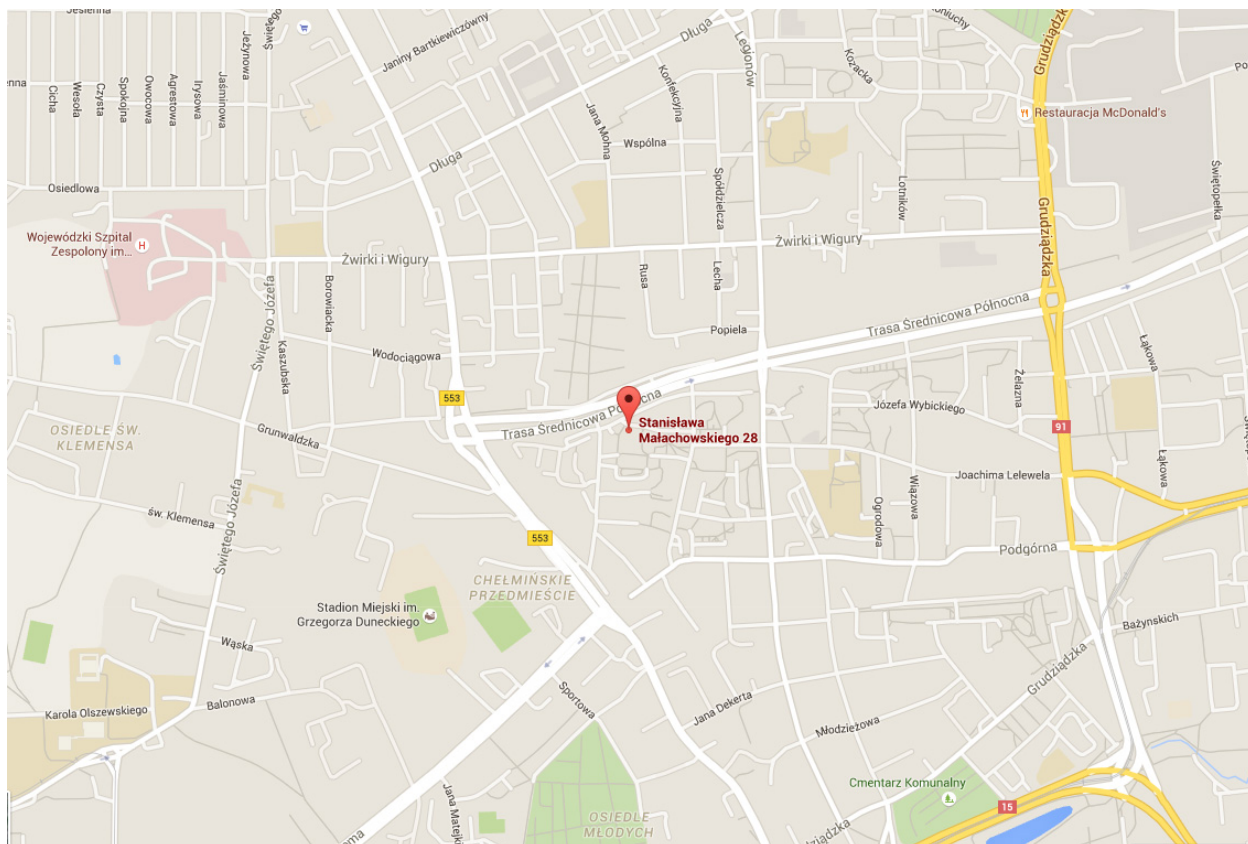 Jesienna
Świętego
Jeżynowa
Janiny Bartkiewiczówny
Długa
Legionów
Kozacka
Grudziądzka
Cicha
Wesoła
Czysta
Spokojna
Owocowa
Agrestowa
Irysowa
Jaśminowa
Konfekcyjna
Jana Mohna
Restauracja McDonald's
Wspólna
Długa
Spółdzielcza
Lotników
Świętopełka
Osiedlowa
Grudziądzka
Wojewódzki Szpital
Zespolony im...
H
Żwirki i Wigury
Żwirki i Wigury
Borowiacka
Rusa
Lecha
Świętego Józefa
Kaszubska
Popiela
Trasa Średnicowa Północna
Wodociągowa
Łąkowa
Żelazna
553
Józefa Wybickiego
Trasa Średnicowa Północna
Stanisława
Małachowskiego 28
91
OSIEDLE ŚW.
KLEMENSA
Grunwaldzka
Łąkowa
Joachima Lelewela
Świętego Józefa
św. Klemensa
Wiązowa
Ogrodowa
553
Podgórna
CHEŁMIŃSKIE
PRZEDMIEŚCIE
Stadion Miejski im.
Grzegorza Duneckiego
Bażynskich
Wąska
Grudziądzka
Sportowa
Balonowa
Karola Olszewskiego
Jana Dekerta
Młodzieżowa
Cmentarz Komunalny
15
Jana Matejki
OSIEDLE
MŁODYCH